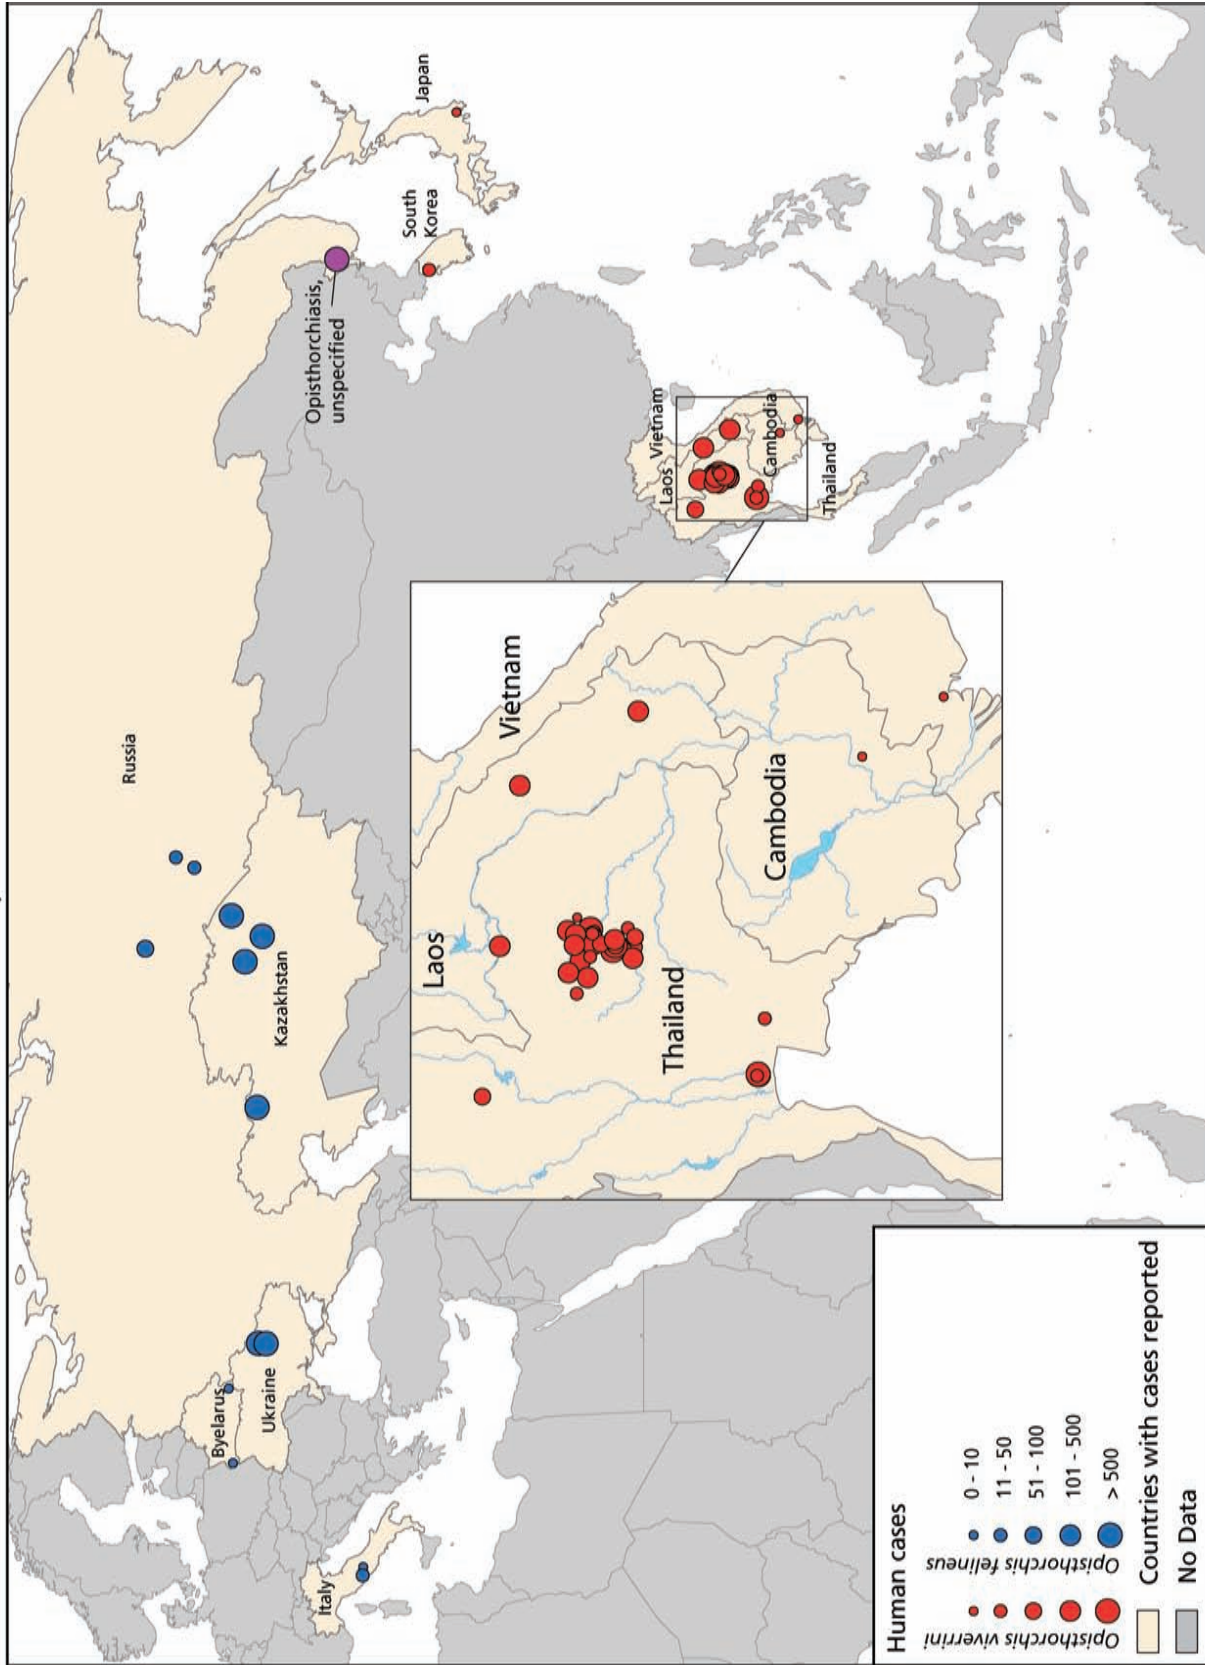 Russia
Japan
South
Korea
Opisthorchiasis,
unspecified
Kazakhstan
Byelarus
Ukraine
Italy
Laos
Vietnam
Cambodia
Thailand
Laos
Vietnam
Thailand
Cambodia
Human cases
Opisthorchis viverrini
Opisthorchis felineus
0 - 10
11 - 50
51 - 100
101 - 500
> 500
Countries with cases reported
No Data